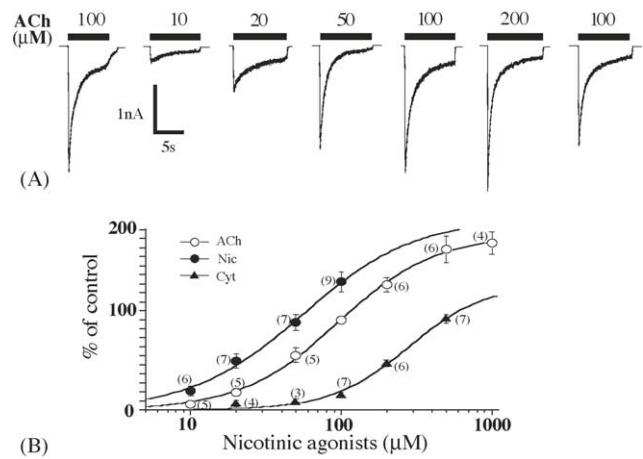 ACh 100 10 20 50 100 200 100
(μM)
1nA
5s
(A)
200
ACh
Nic
Cyt
(4)
(6)
(9)
(7)
(6)
100
(7)
(7)
(7)
(6)
(5)
(6)
(5)
(5) (4) (3) (7)
0
% of control
10 100 1000
(B) Nicotinic agonists (μM)